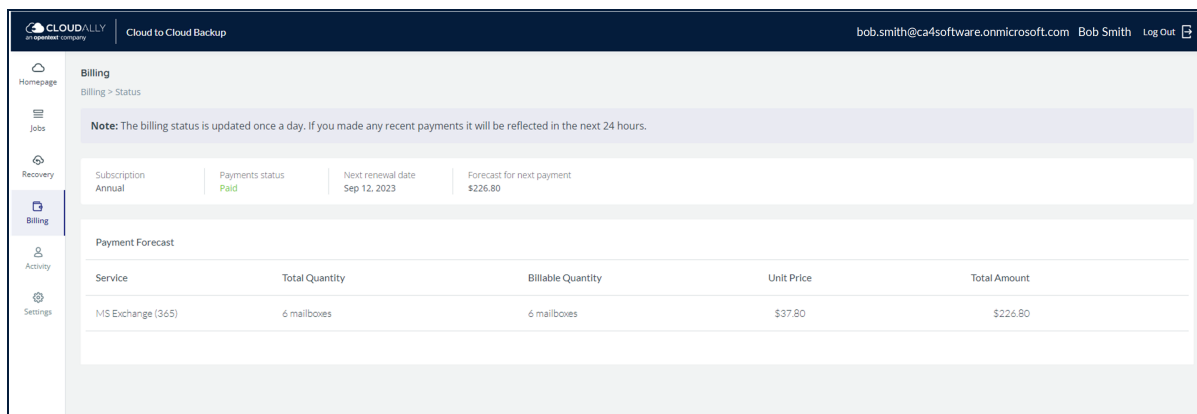 CLOUDALLY
an opentext company
Cloud to Cloud Backup
bob.smith@ca4software.onmicrosoft.com Bob Smith Log Out
Homepage
Jobs
Recovery
Billing
Activity
Settings
Billing
Billing > Status
Note: The billing status is updated once a day. If you made any recent payments it will be reflected in the next 24 hours.
Subscription Payments status Next renewal date Forecast for next payment
Annual Paid Sep 12, 2023 $226.80
Payment Forecast
Service Total Quantity Billable Quantity Unit Price Total Amount
MS Exchange (365) 6 mailboxes 6 mailboxes $37.80 $226.80